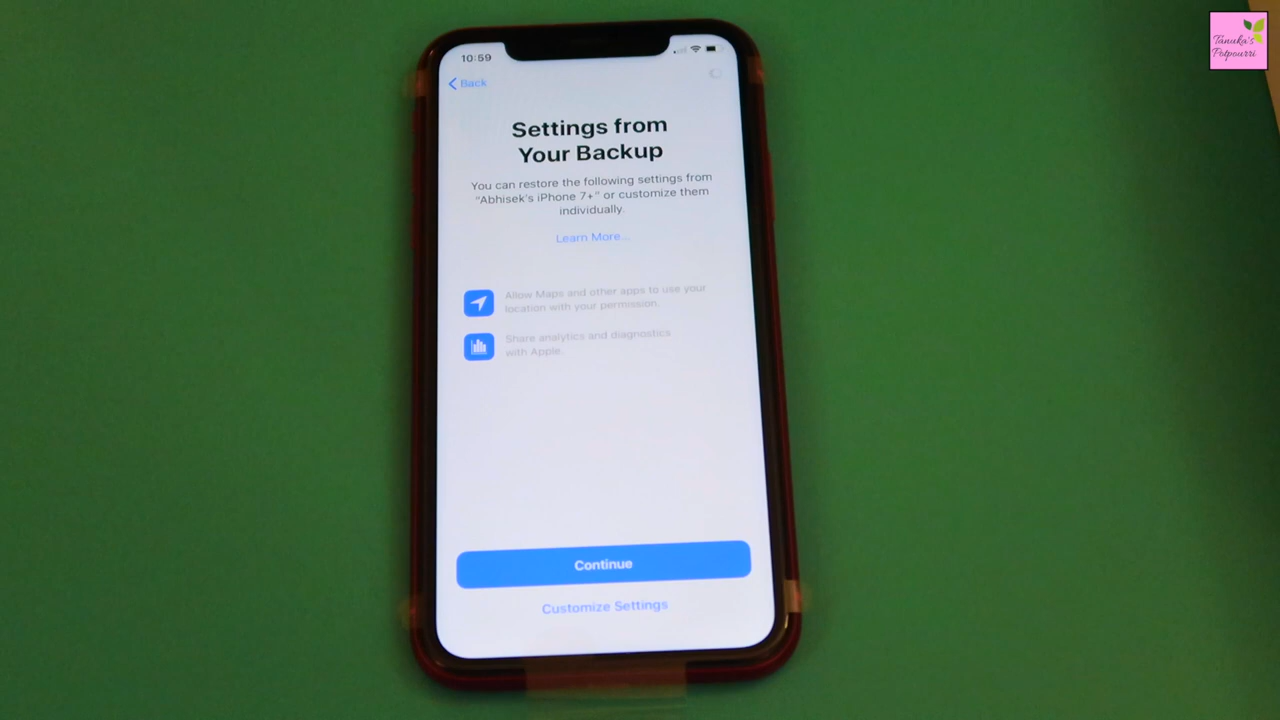 Tanuka's
Potpourri
10:59
Back
Settings from
Your Backup
You can restore the following settings from
"Abhisek's iPhone 7+" or customize them
individually.
Learn More...
Allow Maps and other apps to use your
location with your permission.
Share analytics and diagnostics
with Apple.
Continue
Customize Settings